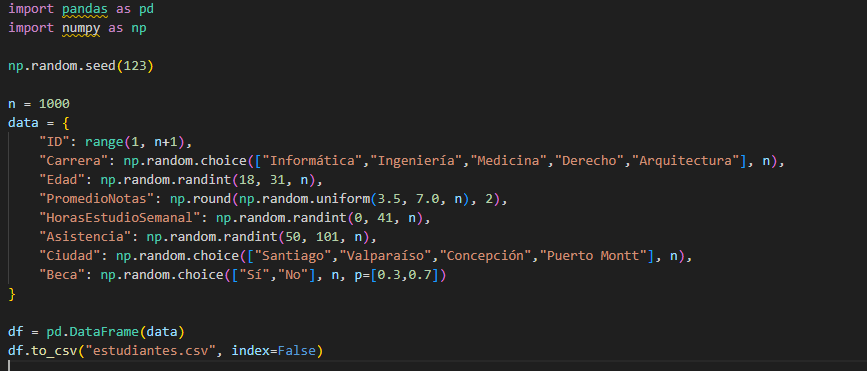 import pandas as pd
import numpy as np
np.random.seed(123)
n = 1000
data = {
    "ID": range(1, n+1),
    "Carrera": np.random.choice(["Informática","Ingeniería","Medicina","Derecho","Arquitectura"], n),
    "Edad": np.random.randint(18, 31, n),
    "PromedioNotas": np.round(np.random.uniform(3.5, 7.0, n), 2),
    "HorasEstudioSemanal": np.random.randint(0, 41, n),
    "Asistencia": np.random.randint(50, 101, n),
    "Ciudad": np.random.choice(["Santiago","Valparaíso","Concepción","Puerto Montt"], n),
    "Beca": np.random.choice(["Sí","No"], n, p=[0.3,0.7])
}
df = pd.DataFrame(data)
df.to_csv("estudiantes.csv", index=False)